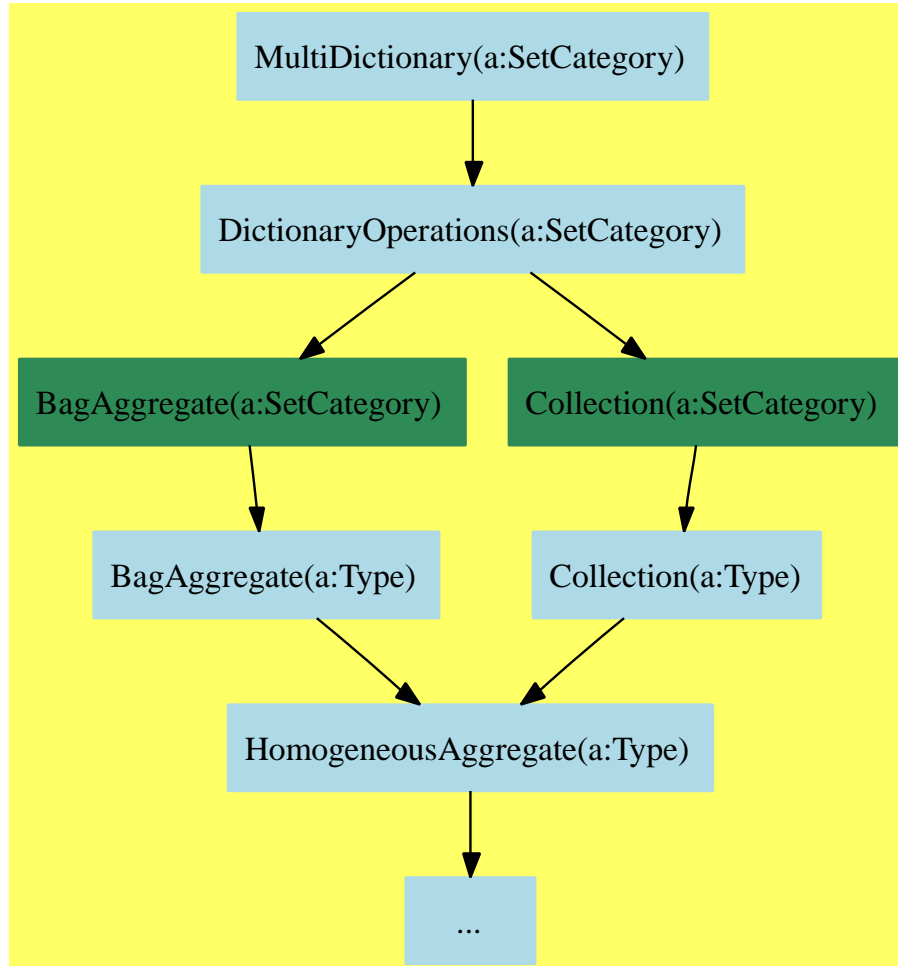 MultiDictionary(a:SetCategory)
DictionaryOperations(a:SetCategory)
BagAggregate(a:SetCategory)
Collection(a:SetCategory)
BagAggregate(a:Type)
Collection(a:Type)
HomogeneousAggregate(a:Type)
...